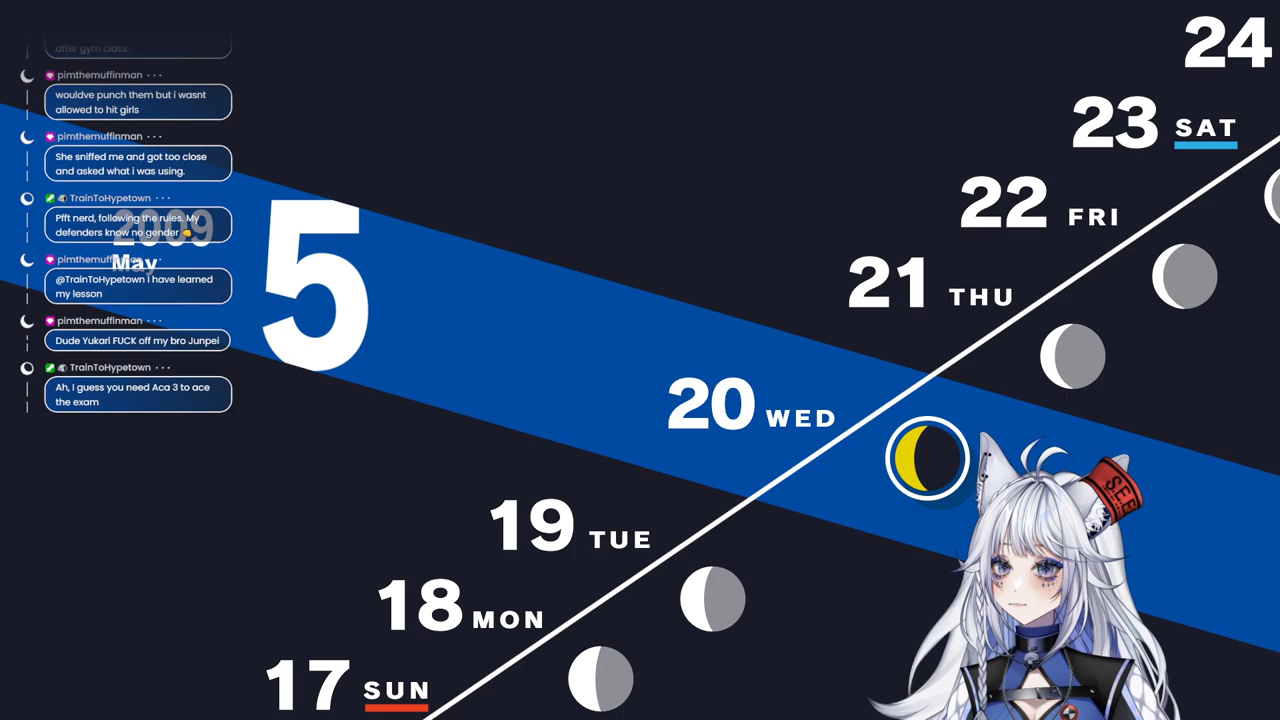 after gym class.
pimthemuffinman
wouldve punch them but i wasnt
allowed to hit girls
pimthemuffinman
She sniffed me and got too close
and asked what i was using.
TrainToHypetown
Pfft nerd, following the rules. My
defenders know no gender
pimthemuffinman
@TrainToHypetown I have learned
my lesson
pimthemuffinman
Dude Yukari FUCK off my bro Junpei
TrainToHypetown
Ah, I guess you need Aca 3 to ace
the exam
2009
May
5
24
23 SAT
22 FRI
21 THU
20 WED
19 TUE
18 MON
17 SUN
S.E.E.